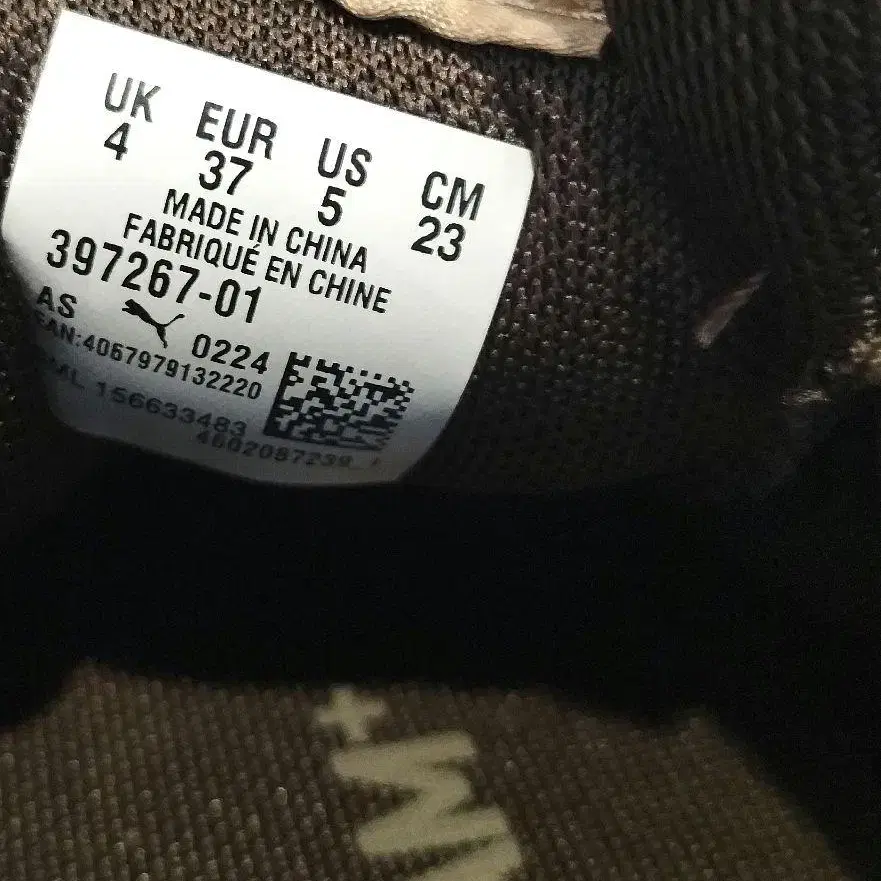 UK EUR US CM
4 37 5 23
MADE IN CHINA
FABRIQUÉ EN CHINE
397267-01
AS 0224
EAN:4067979132220
156633483